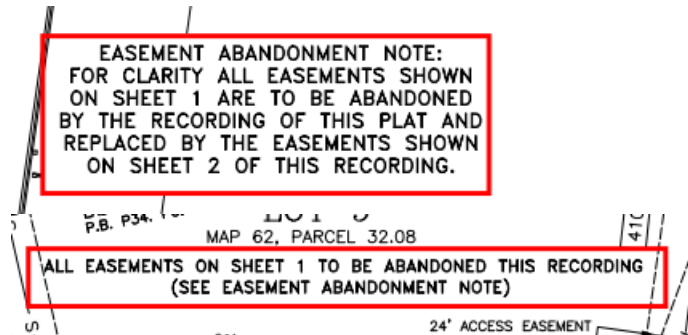 EASEMENT ABANDONMENT NOTE:
FOR CLARITY ALL EASEMENTS SHOWN
ON SHEET 1 ARE TO BE ABANDONED
BY THE RECORDING OF THIS PLAT AND
REPLACED BY THE EASEMENTS SHOWN
ON SHEET 2 OF THIS RECORDING.
P.B. P34.
MAP 62, PARCEL 32.08
410
ALL EASEMENTS ON SHEET 1 TO BE ABANDONED THIS RECORDING
(SEE EASEMENT ABANDONMENT NOTE)
24' ACCESS EASEMENT